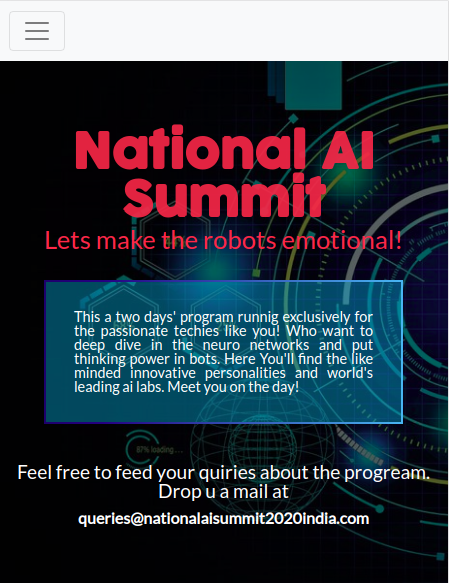 National AI
Summit
Lets make the robots emotional!
This a two days' program runnig exclusively for
the passionate techies like you! Who want to
deep dive in the neuro networks and put
thinking power in bots. Here You'll find the like
minded innovative personalities and world's
leading ai labs. Meet you on the day!
87% loading....
Feel free to feed your quiries about the progream.
Drop u a mail at
queries@nationalaisummit2020india.com